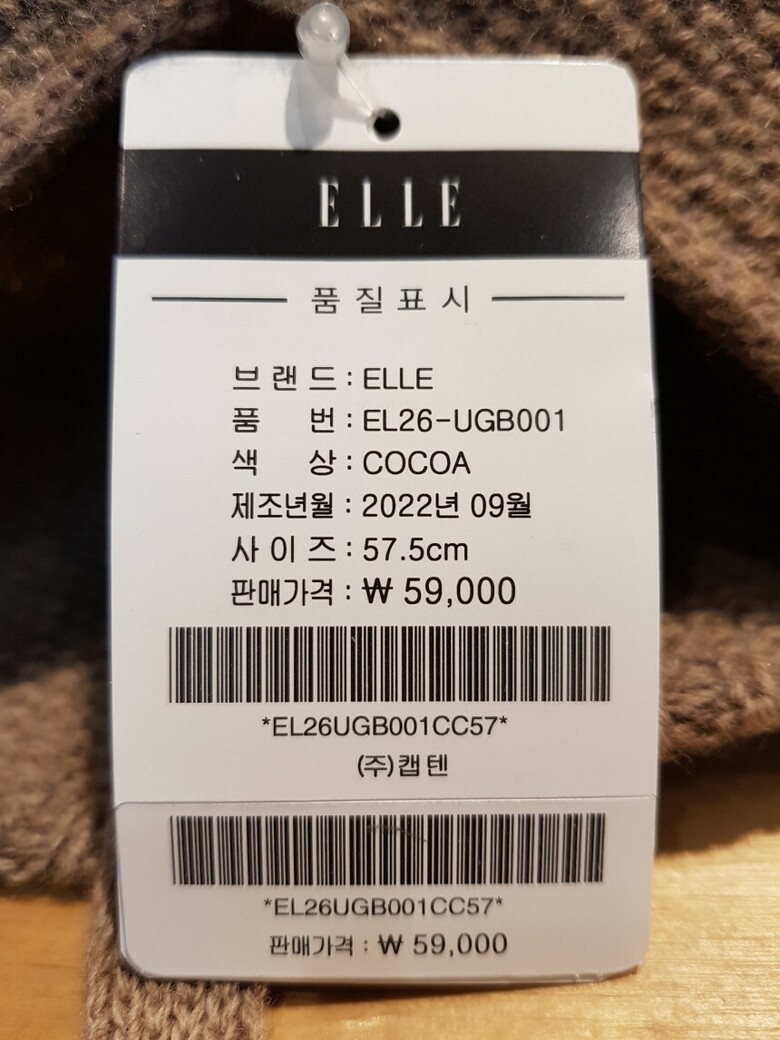 ELLE
품질표시
브랜드 : ELLE
품 번 : EL26-UGB001
색 상 : COCOA
제조년월 : 2022년 09월
사이즈 : 57.5cm
판매가격 : ₩ 59,000
*EL26UGB001CC57*
(주)캡텐
*EL26UGB001CC57*
판매가격 : ₩ 59,000